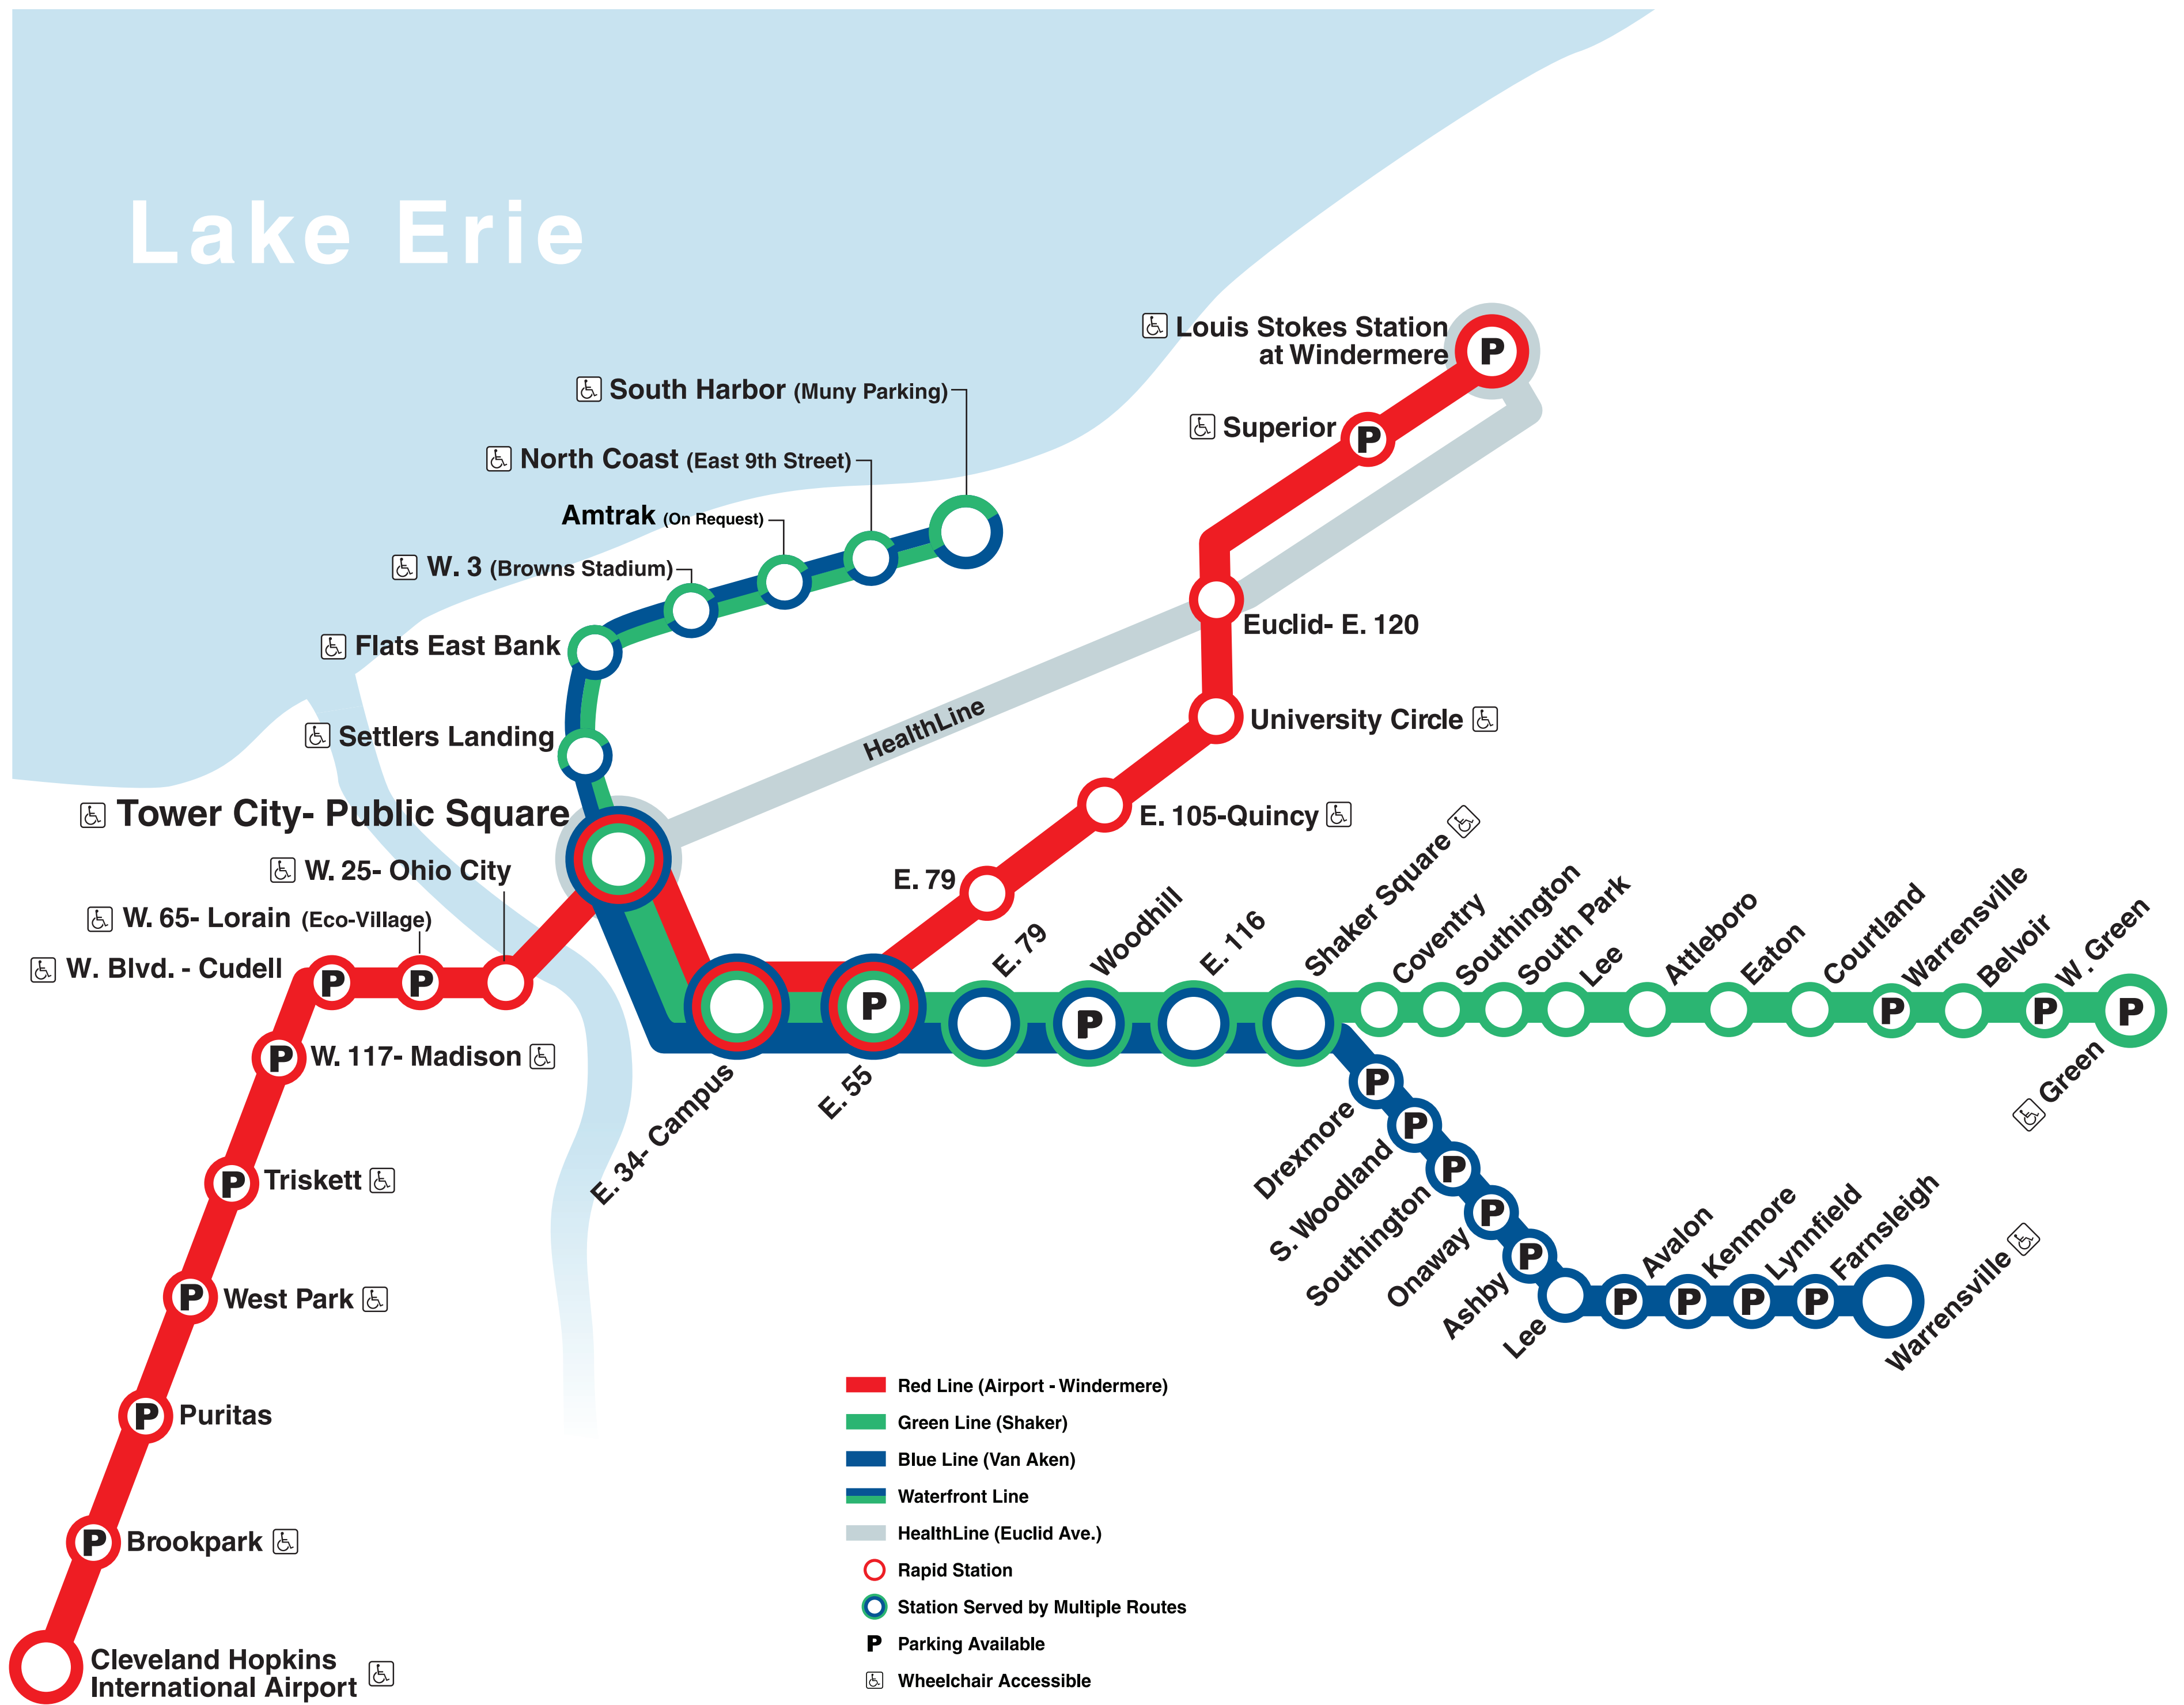 Lake Erie
Louis Stokes Station
at Windermere
P
South Harbor (Muny Parking)
Superior
P
North Coast (East 9th Street)
Amtrak (On Request)
W. 3 (Browns Stadium)
Euclid- E. 120
Flats East Bank
HealthLine
University Circle
Settlers Landing
Tower City- Public Square
E. 105-Quincy
W. 25- Ohio City
E. 79
W. 65- Lorain (Eco-Village)
W. Blvd. - Cudell
P
P
E. 34- Campus
E. 55
P
E. 79
Woodhill
P
E. 116
Shaker Square
Coventry
Southington
South Park
Lee
Attleboro
Eaton
Courtland
Warrensville
P
Belvoir
W. Green
P
Green
P
P
W. 117- Madison
P
Triskett
P
West Park
P
Puritas
P
Brookpark
Cleveland Hopkins
International Airport
Drexmore
P
S. Woodland
P
Southington
P
Onaway
P
Ashby
P
Lee
Avalon
P
Kenmore
P
Lynnfield
P
Farnsleigh
P
Warrensville
Red Line (Airport - Windermere)
Green Line (Shaker)
Blue Line (Van Aken)
Waterfront Line
HealthLine (Euclid Ave.)
Rapid Station
Station Served by Multiple Routes
P Parking Available
Wheelchair Accessible